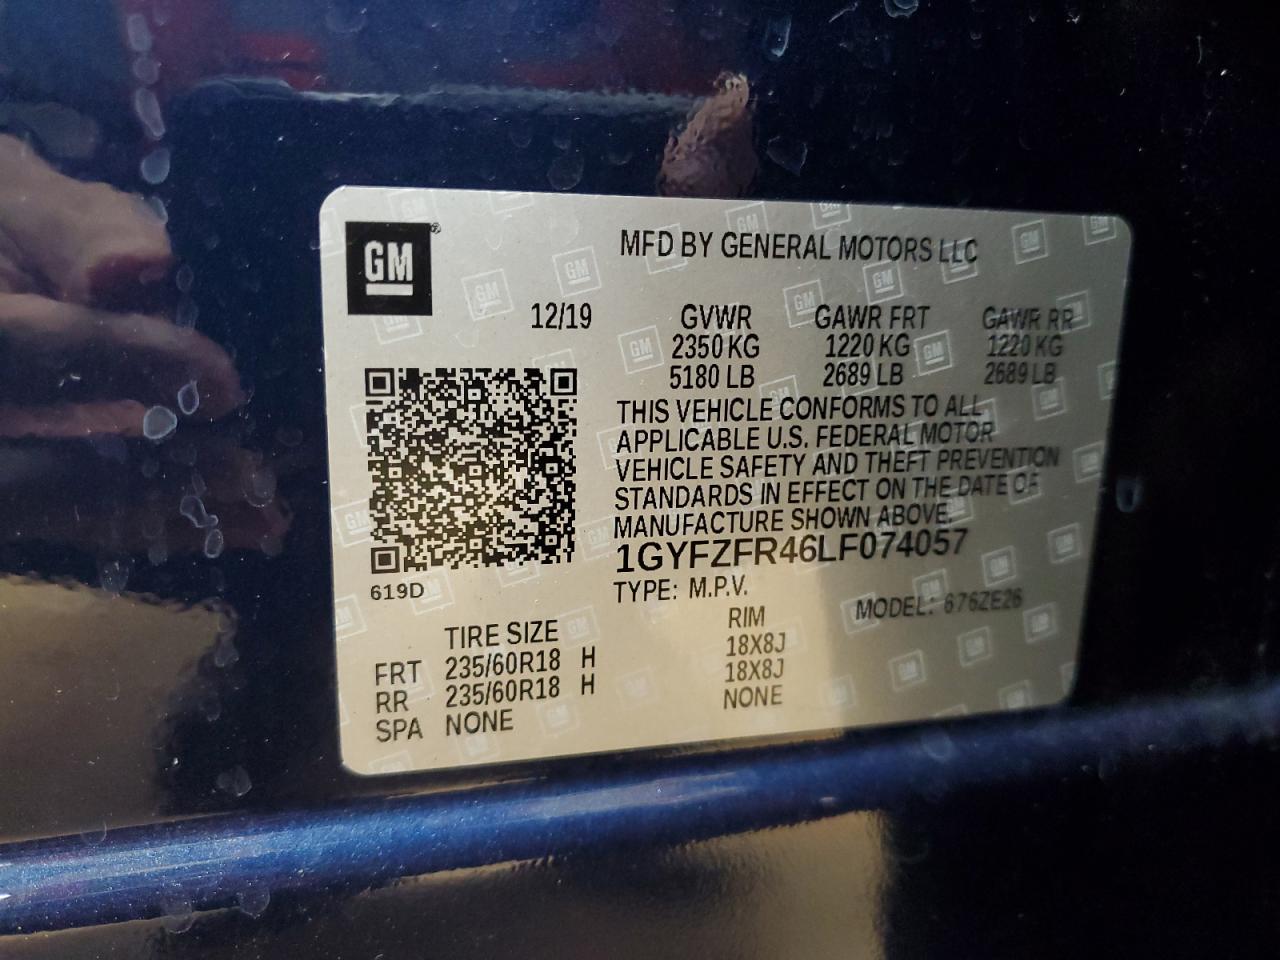 GM
MFD BY GENERAL MOTORS LLC
12/19 GVWR GAWR FRT GAWR RR
2350 KG 1220 KG 1220 KG
5180 LB 2689 LB 2689 LB
THIS VEHICLE CONFORMS TO ALL
APPLICABLE U.S. FEDERAL MOTOR
VEHICLE SAFETY AND THEFT PREVENTION
STANDARDS IN EFFECT ON THE DATE OF
MANUFACTURE SHOWN ABOVE.
1GYFZFR46LF074057
619D
TYPE: M.P.V. MODEL: 6ZE26
TIRE SIZE RIM
FRT 235/60R18 H 18X8J
RR 235/60R18 H 18X8J
SPA NONE NONE